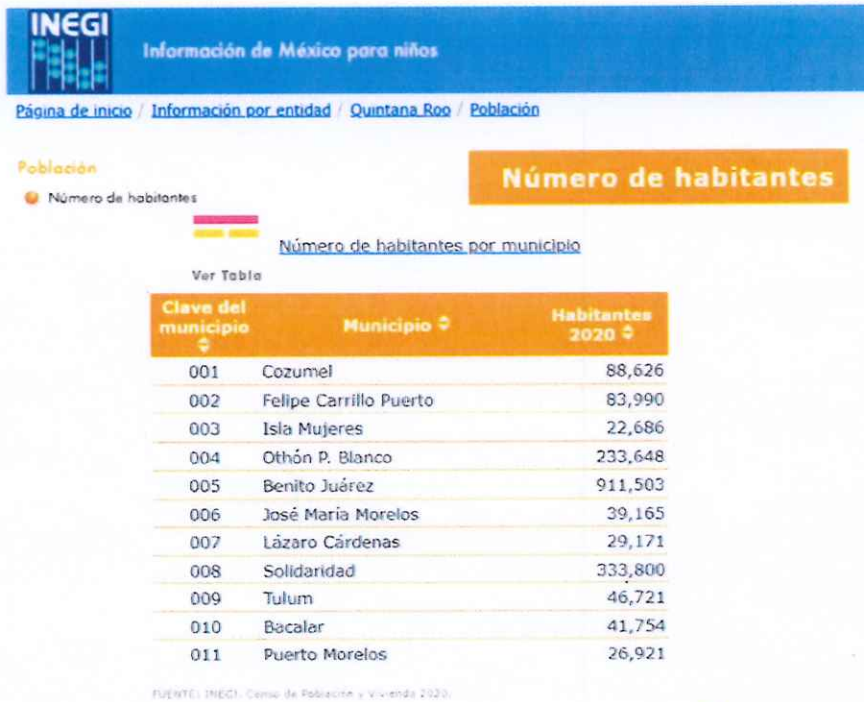 INEGI
Información de México para niños
Página de inicio / Información por entidad / Quintana Roo / Población
Población
Número de habitantes
Número de habitantes
Número de habitantes por municipio
Ver Tabla
Clave del municipio Municipio Habitantes 2020
001 Cozumel 88,626
002 Felipe Carrillo Puerto 83,990
003 Isla Mujeres 22,686
004 Othón P. Blanco 233,648
005 Benito Juárez 911,503
006 José María Morelos 39,165
007 Lázaro Cárdenas 29,171
008 Solidaridad 333,800
009 Tulum 46,721
010 Bacalar 41,754
011 Puerto Morelos 26,921
FUENTE: INEGI. Censo de Población y Vivienda 2020.